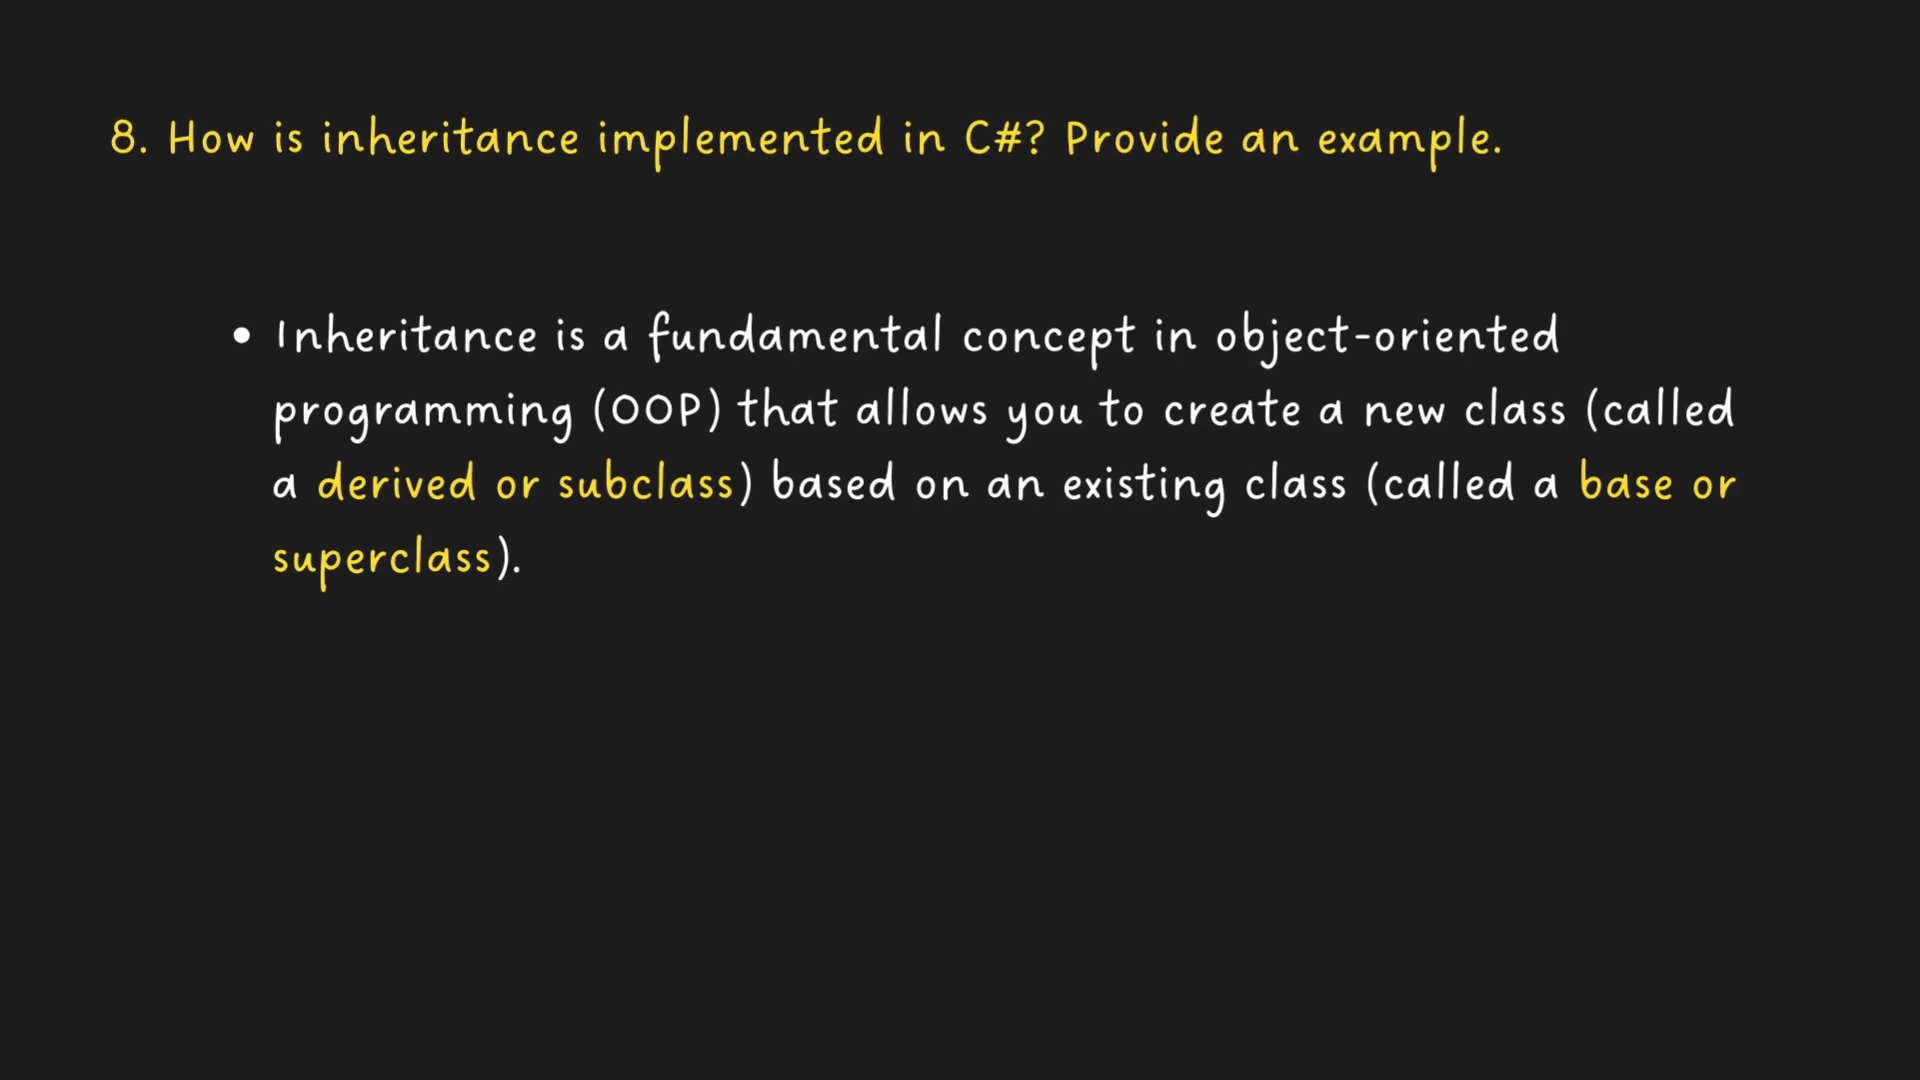 8. How is inheritance implemented in C#? Provide an example.
• Inheritance is a fundamental concept in object-oriented
programming (OOP) that allows you to create a new class (called
a derived or subclass) based on an existing class (called a base or
superclass).